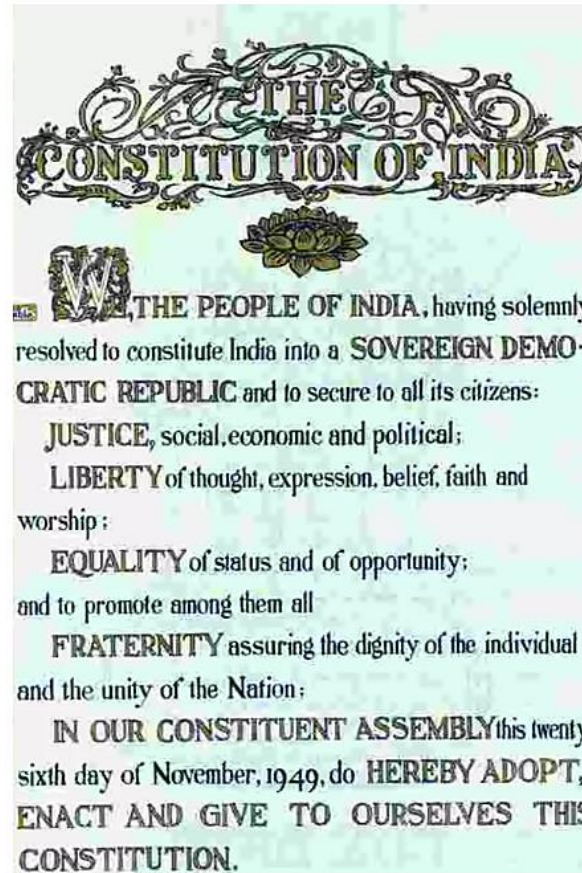 THE
CONSTITUTION OF INDIA
WE, THE PEOPLE OF INDIA, having solemnly
resolved to constitute India into a SOVEREIGN DEMO-
CRATIC REPUBLIC and to secure to all its citizens:
JUSTICE, social, economic and political;
LIBERTY of thought, expression, belief, faith and
worship;
EQUALITY of status and of opportunity;
and to promote among them all
FRATERNITY assuring the dignity of the individual
and the unity of the Nation;
IN OUR CONSTITUENT ASSEMBLY this twenty
sixth day of November, 1949, do HEREBY ADOPT,
ENACT AND GIVE TO OURSELVES THIS
CONSTITUTION.